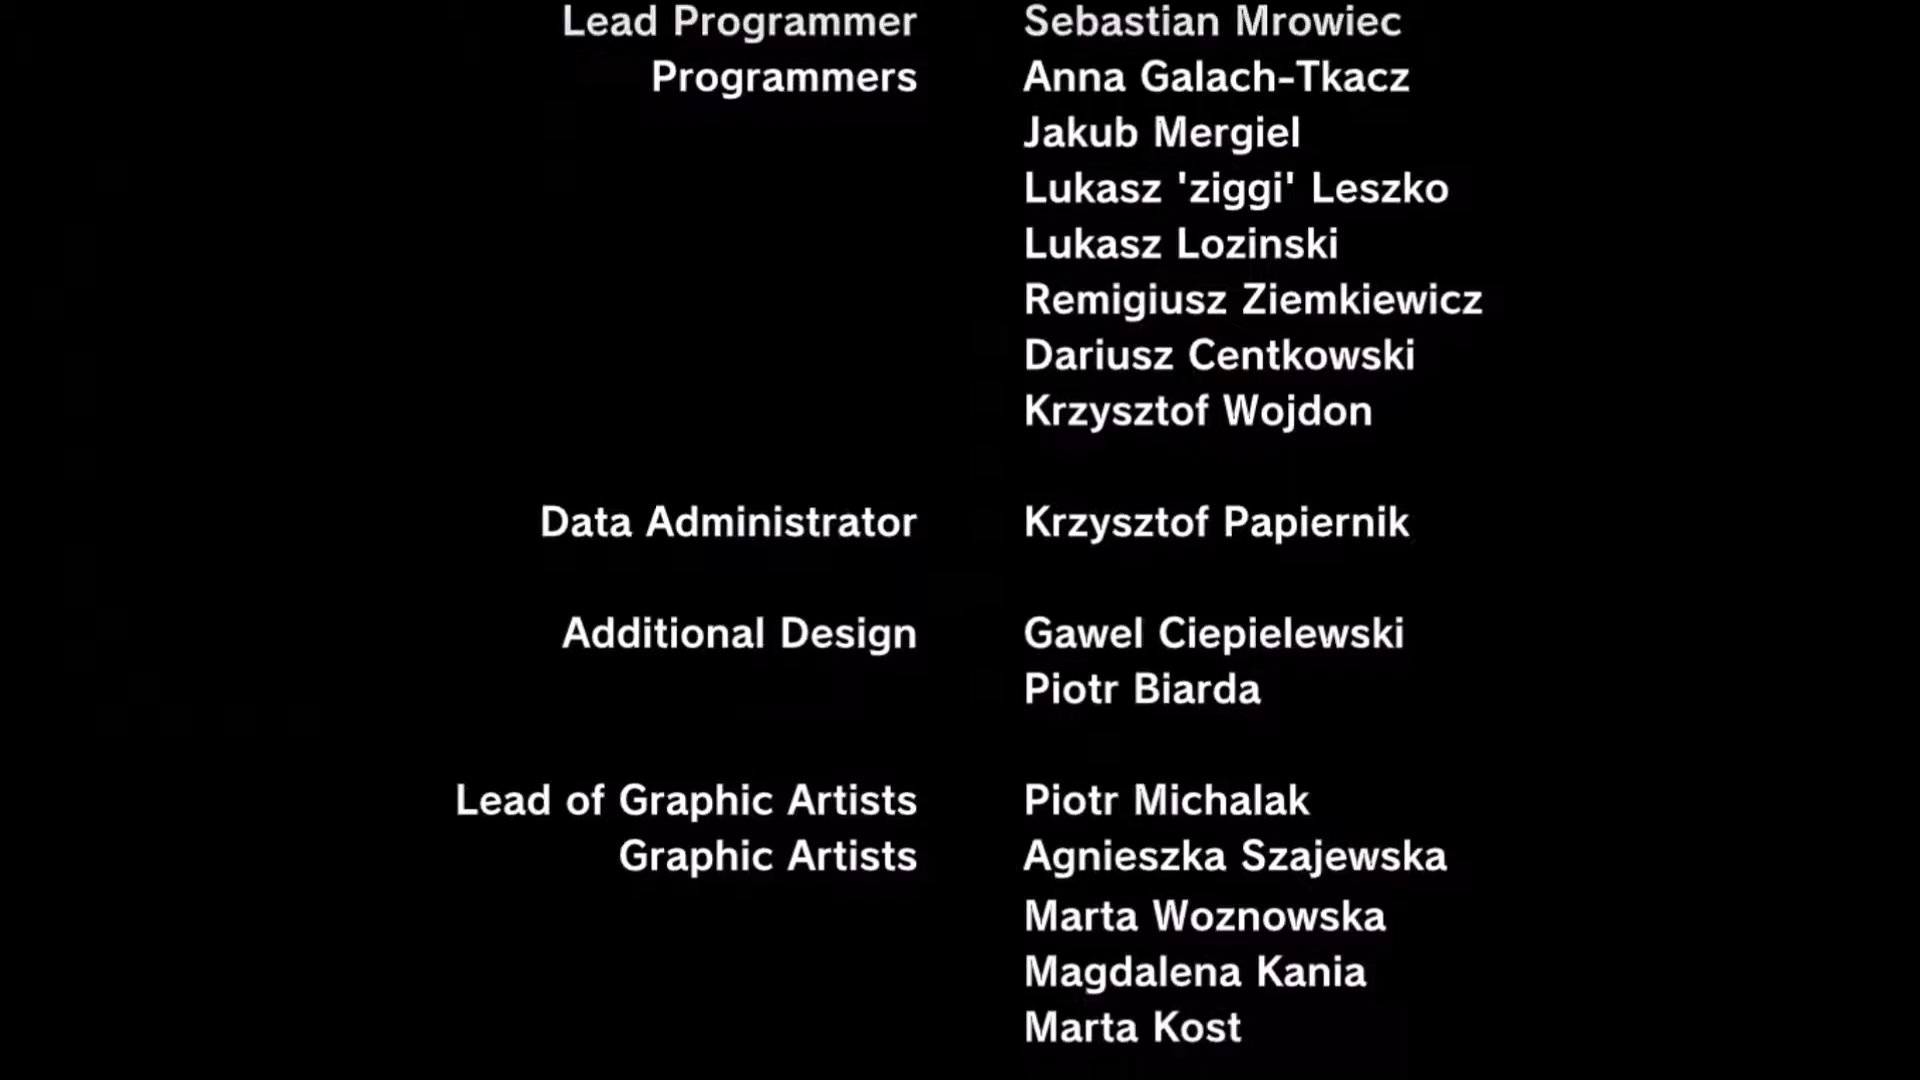 Lead Programmer Sebastian Mrowiec
Programmers Anna Galach-Tkacz
Jakub Mergiel
Lukasz 'ziggi' Leszko
Lukasz Lozinski
Remigiusz Ziemkiewicz
Dariusz Centkowski
Krzysztof Wojdon
Data Administrator Krzysztof Papiernik
Additional Design Gawel Ciepielewski
Piotr Biarda
Lead of Graphic Artists Piotr Michalak
Graphic Artists Agnieszka Szajewska
Marta Woznowska
Magdalena Kania
Marta Kost